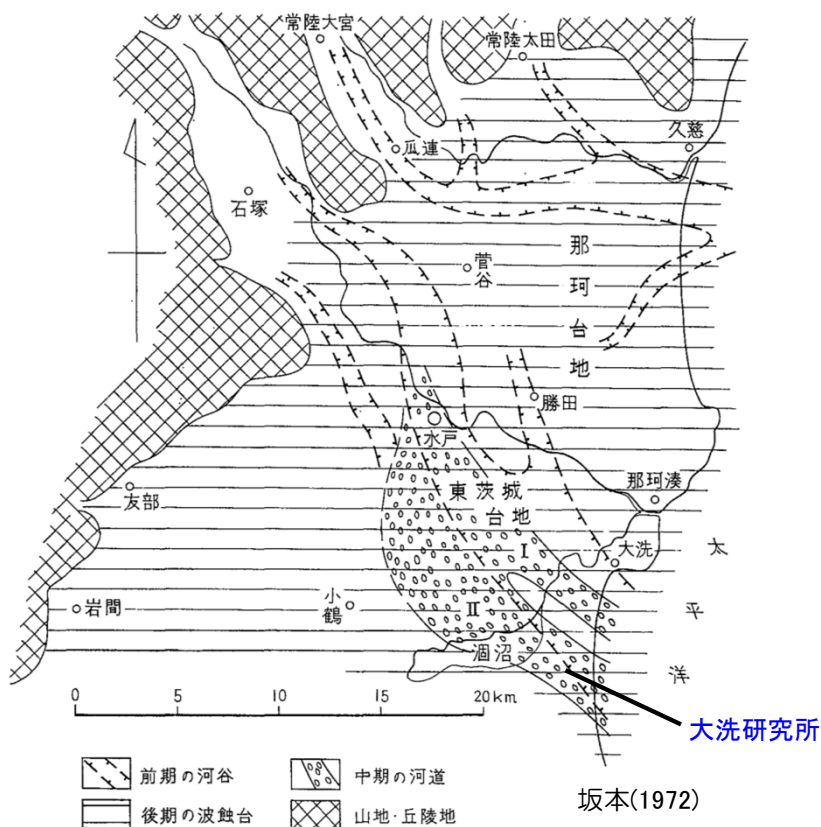 常陸大宮
常陸太田
久慈
瓜連
石塚
菅谷
那珂台地
勝田
水戸
東茨城
台地
那珂湊
友部
大洗
太平洋
I
岩間
小鶴
II
涸沼
0 5 10 15 20km
大洗研究所
前期の河谷 中期の河道
後期の波蝕台 山地・丘陵地
坂本(1972)